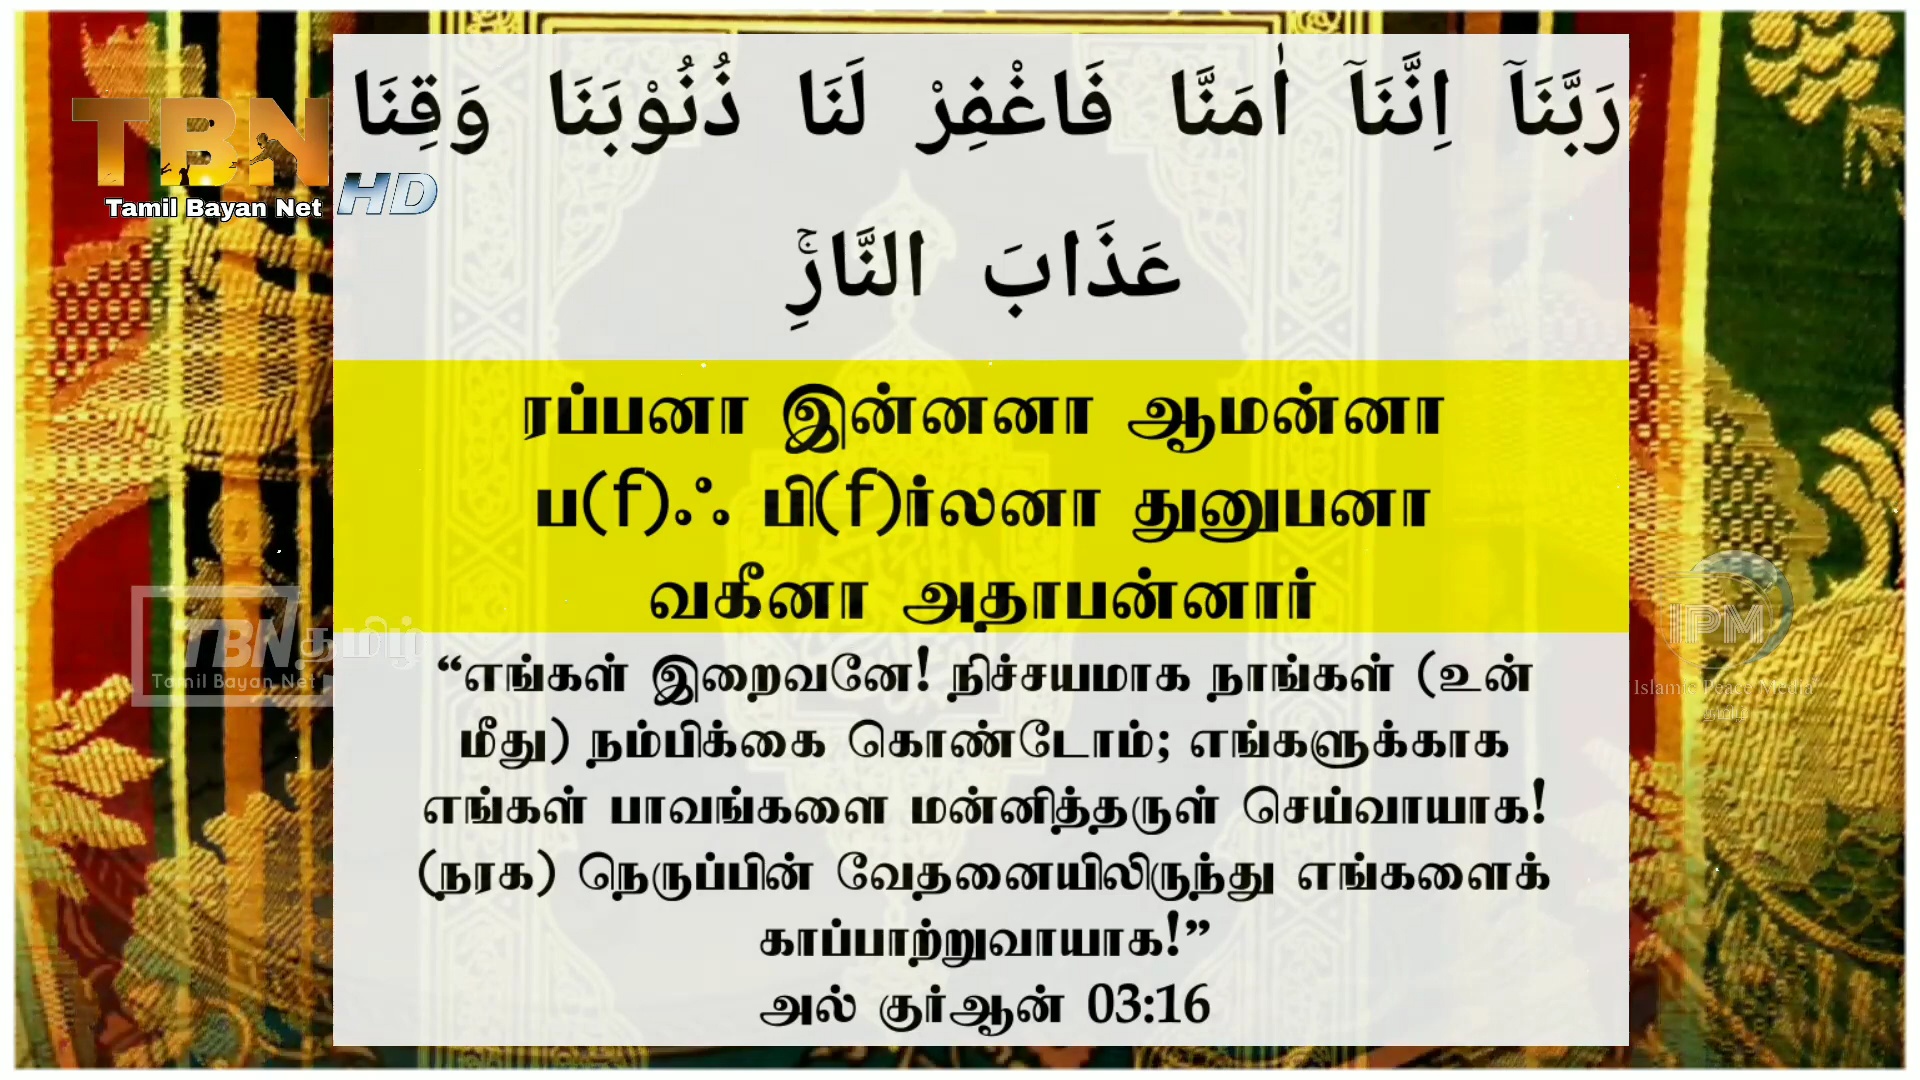 رَبَّنَاۤ اِنَّنَاۤ اٰمَنَّا فَاغْفِرْ لَنَا ذُنُوْبَنَا وَقِنَا
عَذَابَ النَّارِۚ
TBN
Tamil Bayan Net HD
ரப்பனா இன்னனா ஆமன்னா
ப(f)ஃ பி(f)ர்லனா துனுபனா
வகீனா அதாபன்னார்
TBN தமிழ்
Tamil Bayan Net
IPM
Islamic Peace Media
தமிழ்
“எங்கள் இறைவனே! நிச்சயமாக நாங்கள் (உன்
மீது) நம்பிக்கை கொண்டோம்; எங்களுக்காக
எங்கள் பாவங்களை மன்னித்தருள் செய்வாயாக!
(நரக) நெருப்பின் வேதனையிலிருந்து எங்களைக்
காப்பாற்றுவாயாக!”
அல் குர்ஆன் 03:16